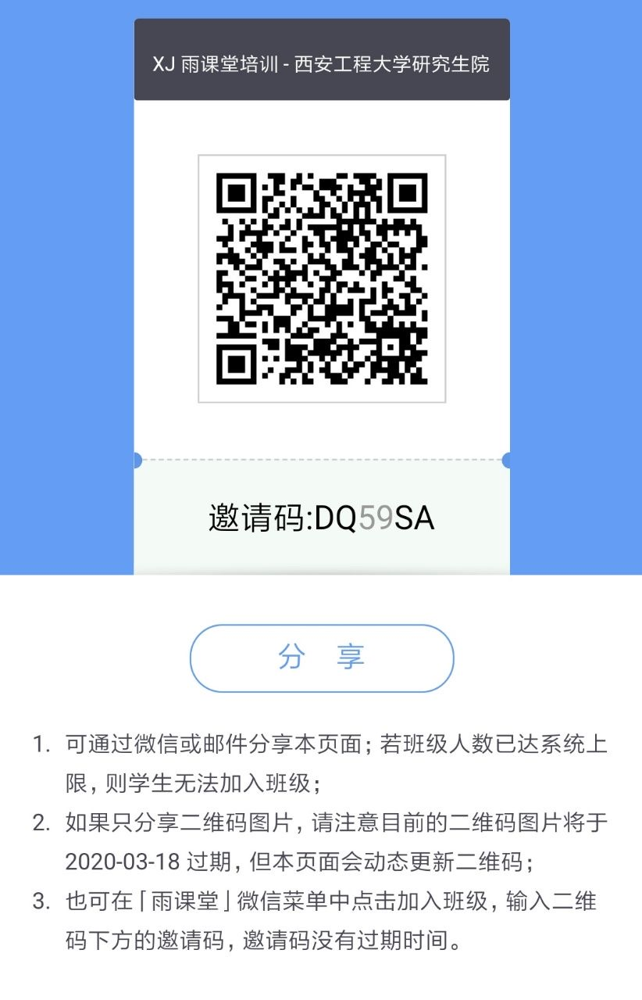 XJ 雨课堂培训 - 西安工程大学研究生院
邀请码:DQ59SA
分 享
1. 可通过微信或邮件分享本页面；若班级人数已达系统上
限，则学生无法加入班级；
2. 如果只分享二维码图片，请注意目前的二维码图片将于
2020-03-18 过期，但本页面会动态更新二维码；
3. 也可在「雨课堂」微信菜单中点击加入班级，输入二维
码下方的邀请码，邀请码没有过期时间。